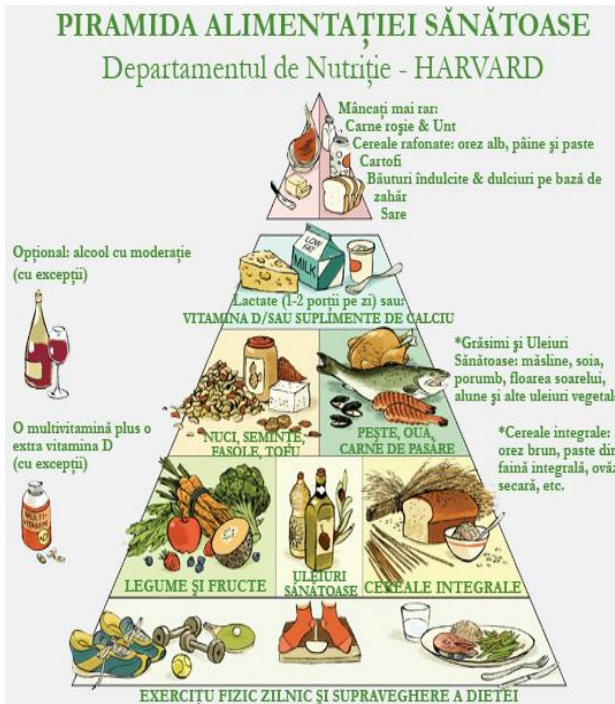 PIRAMIDA ALIMENTAȚIEI SĂNĂTOASE
Departamentul de Nutriție - HARVARD
Mâncați mai rar:
Carne roșie & Unt
Cereale rafonate: orez alb, pâine și paste
Cartofi
Băuturi îndulcite & dulciuri pe bază de
zahăr
Sare
Opțional: alcool cu moderație
(cu excepții)
LOW
FAT
MILK
Lactate (1-2 porții pe zi) sau:
VITAMINA D/SAU SUPLIMENTE DE CALCIU
*Grăsimi și Uleiuri
Sănătoase: măsline, soia,
porumb, floarea soarelui,
alune și alte uleiuri vegetale
O multivitamină plus o
extra vitamina D
(cu excepții)
MULTI-
VITAMIN
+D
NUCI, SEMINTE,
FASOLE, TOFU
PEȘTE, OUĂ,
CARNE DE PASĂRE
*Cereale integrale:
orez brun, paste din
faină integrală, ovăz
secară, etc.
LEGUME ȘI FRUCTE
ULEIURI
SĂNĂTOASE
CEREALE INTEGRALE
EXERCIȚIU FIZIC ZILNIC ȘI SUPRAVEGHERE A DIETEI